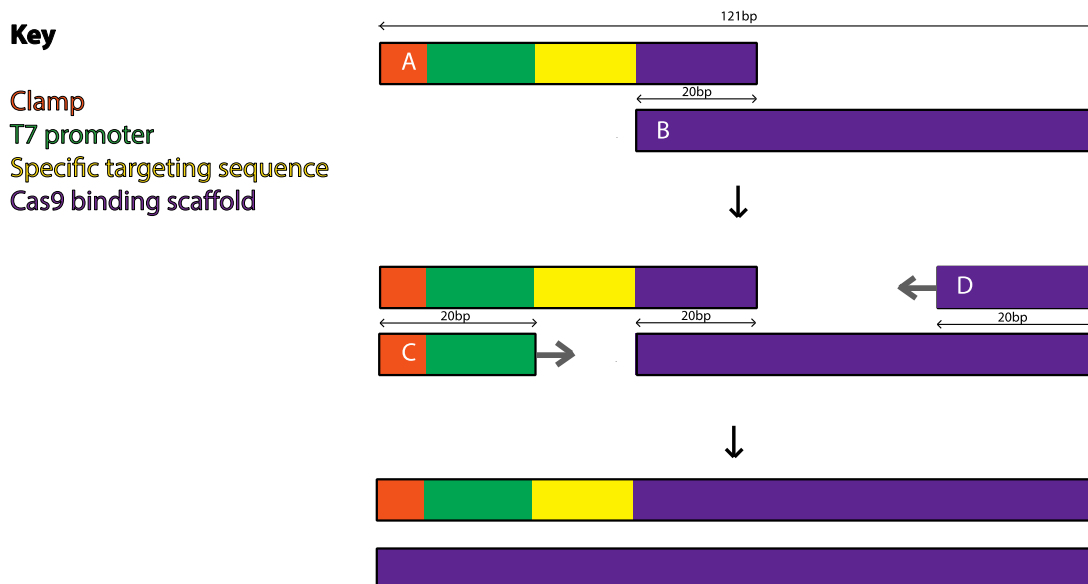 Key
Clamp
T7 promoter
Specific targeting sequence
Cas9 binding scaffold
121bp
A
20bp
B
D
20bp
20bp
20bp
C